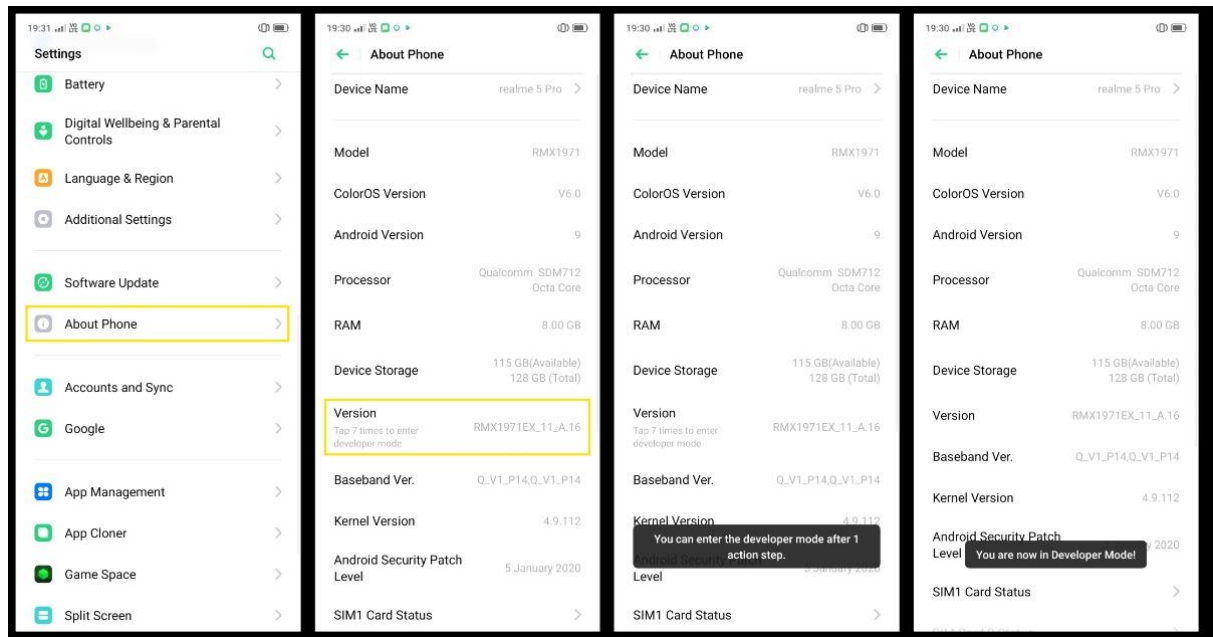 19:31
Settings
Battery
Digital Wellbeing & Parental
Controls
Language & Region
Additional Settings
Software Update
About Phone
Accounts and Sync
Google
App Management
App Cloner
Game Space
Split Screen
19:30
About Phone
Device Name realme 5 Pro
Model RMX1971
ColorOS Version V6.0
Android Version 9
Processor Qualcomm SDM712
Octa Core
RAM 8.00 GB
Device Storage 115 GB(Available)
128 GB (Total)
Version
Tap 7 times to enter
developer mode
RMX1971EX_11_A.16
Baseband Ver. Q_V1_P14,Q_V1_P14
Kernel Version 4.9.112
Android Security Patch
Level 5 January 2020
SIM1 Card Status
19:30
About Phone
Device Name realme 5 Pro
Model RMX1971
ColorOS Version V6.0
Android Version 9
Processor Qualcomm SDM712
Octa Core
RAM 8.00 GB
Device Storage 115 GB(Available)
128 GB (Total)
Version
Tap 7 times to enter
developer mode
RMX1971EX_11_A.16
Baseband Ver. Q_V1_P14,Q_V1_P14
Kernel Version 4.9.112
You can enter the developer mode after 1
action step.
Level
SIM1 Card Status
19:30
About Phone
Device Name realme 5 Pro
Model RMX1971
ColorOS Version V6.0
Android Version 9
Processor Qualcomm SDM712
Octa Core
RAM 8.00 GB
Device Storage 115 GB(Available)
128 GB (Total)
Version RMX1971EX_11_A.16
Baseband Ver. Q_V1_P14,Q_V1_P14
Kernel Version 4.9.112
Android Security Patch
Level 2020
You are now in Developer Mode!
SIM1 Card Status